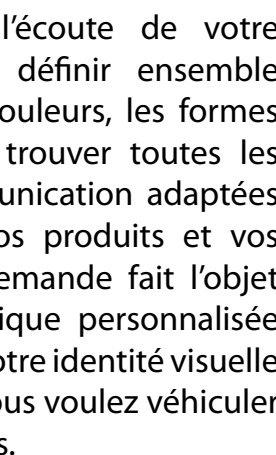 l’écoute de votre
définir ensemble
ouleurs, les formes
trouver toutes les
unication adaptées
os produits et vos
emande fait l’objet
ique personnalisée
otre identité visuelle
ous voulez véhiculer
s.